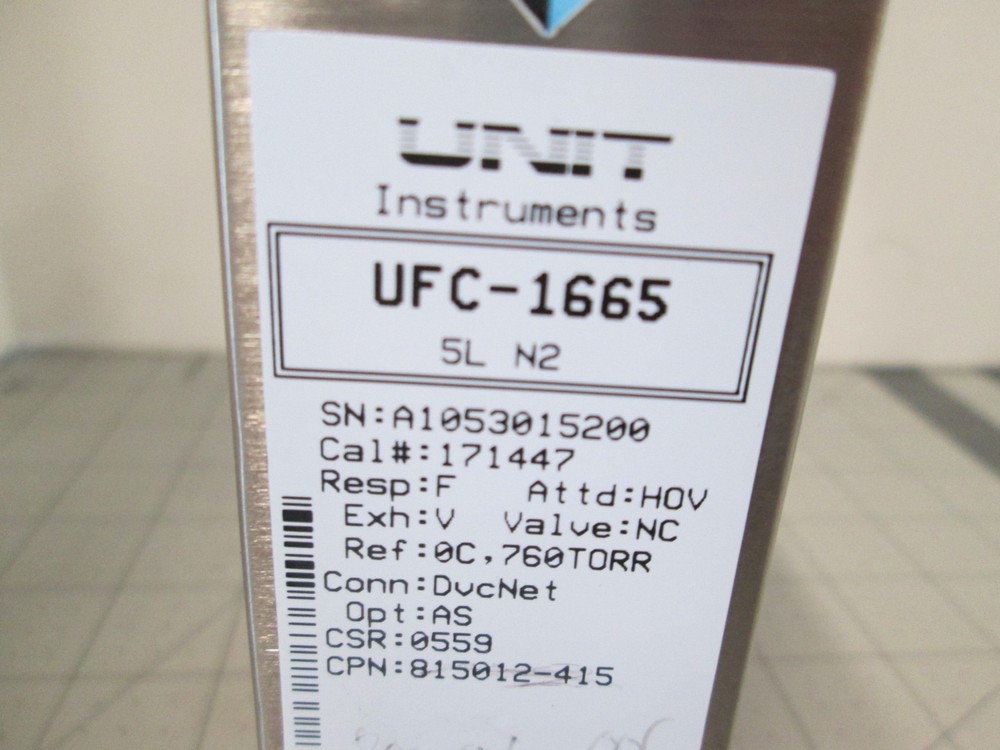 UNIT
Instruments
UFC-1665
5L N2
SN:A1053015200
Cal#:171447
Resp:F Attd:HOV
Exh:V Valve:NC
Ref:0C,760TORR
Conn:DvcNet
Opt:AS
CSR:0559
CPN:815012-415